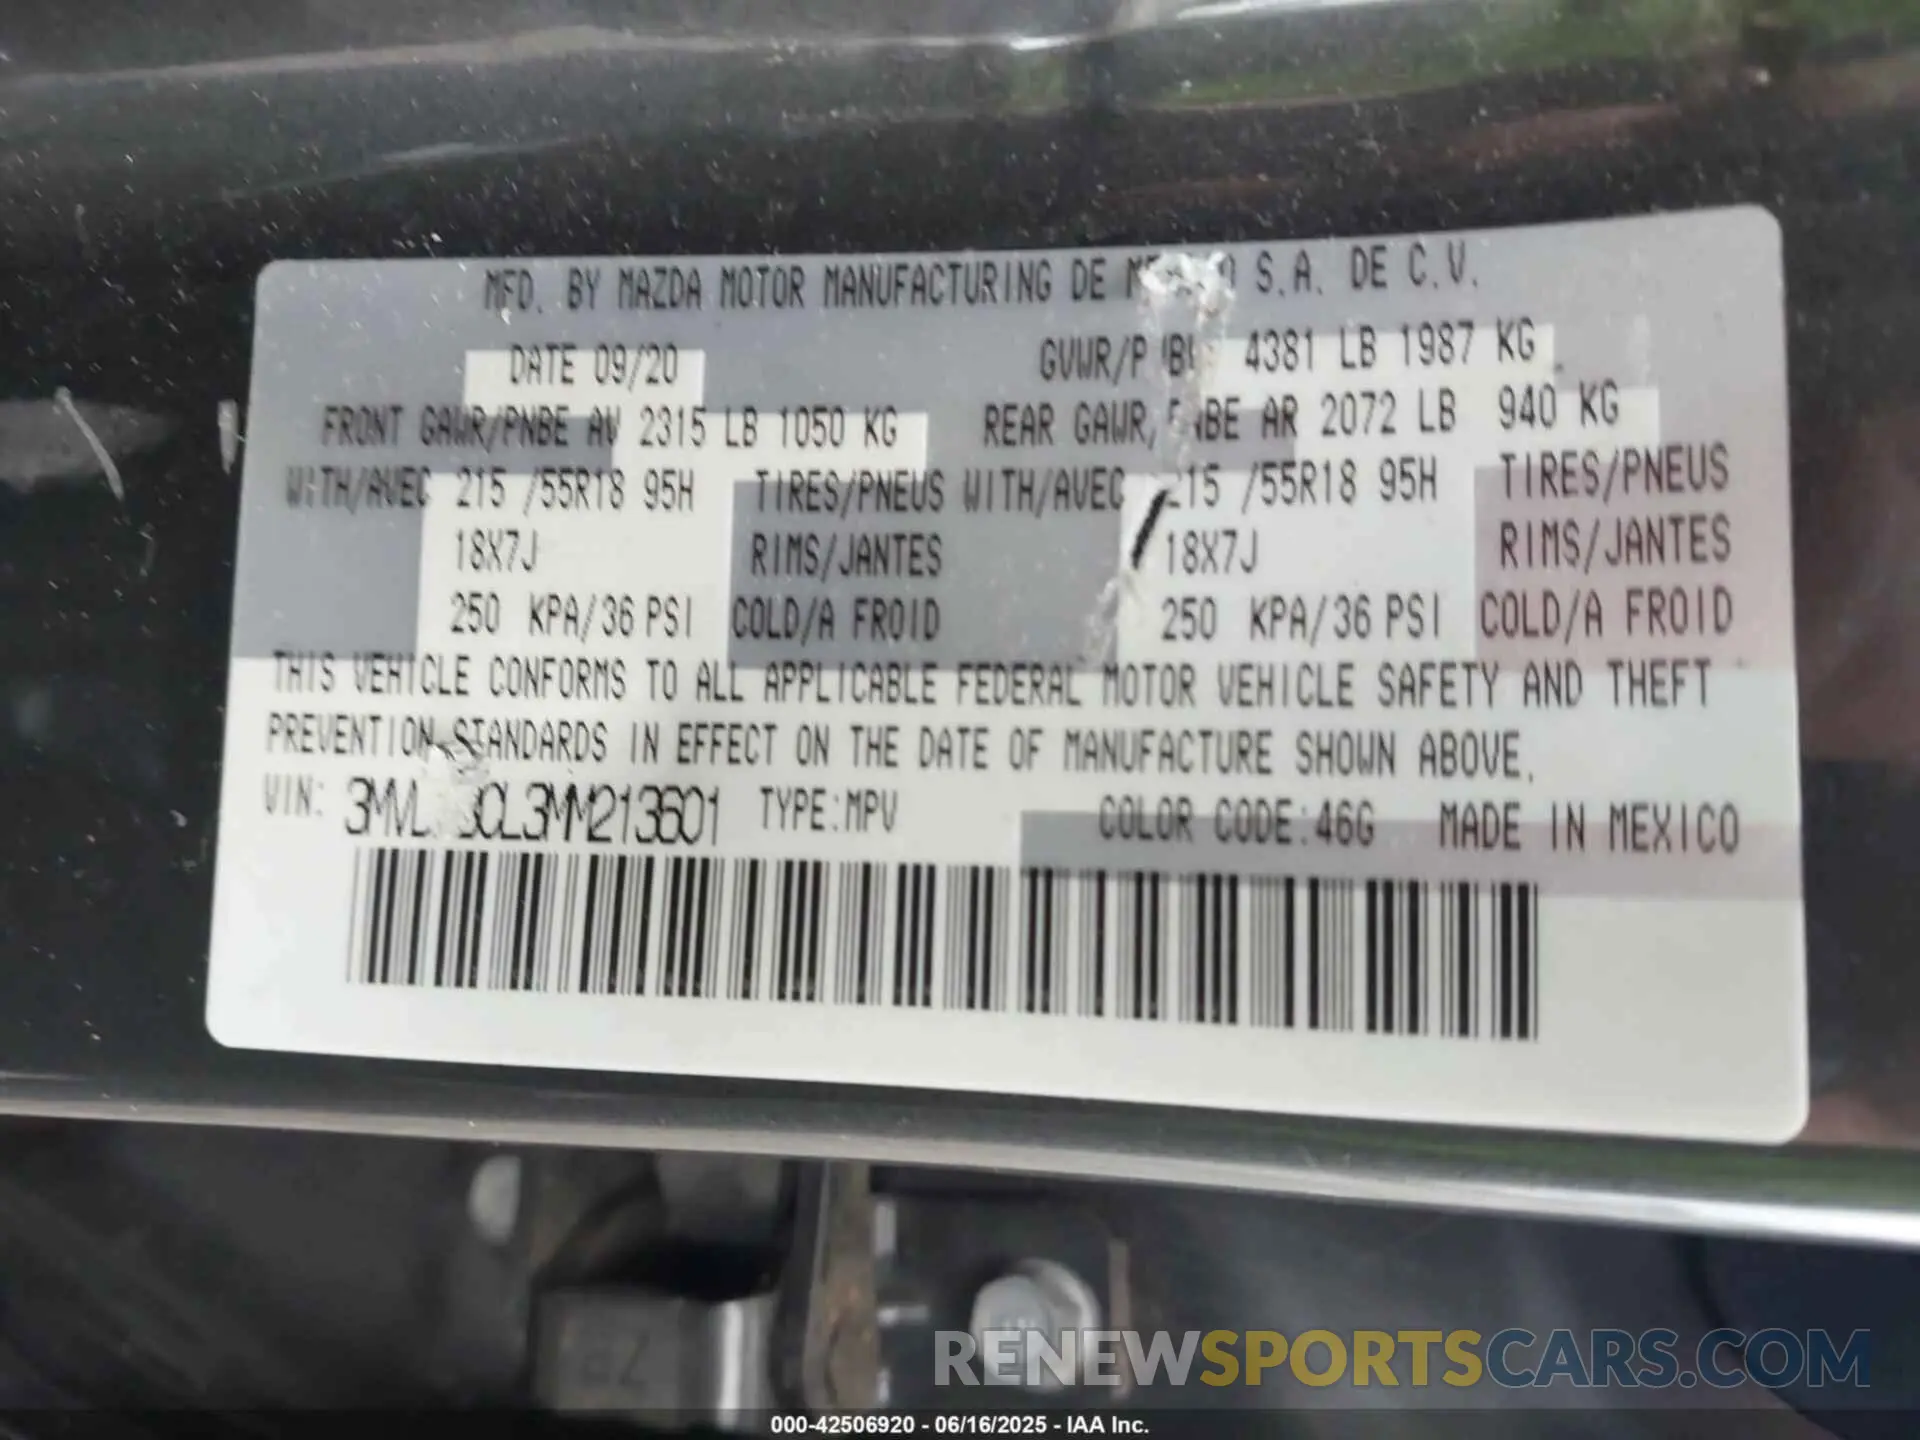 MFD. BY MAZDA MOTOR MANUFACTURING DE S.A. DE C.V.
DATE 09/20 4381 LB 1987 KG
FRONT GAWR/PNBE AV 2315 LB 1050 KG REAR GAWR/PNBE AR 2072 LB 940 KG
WITH/AVEC 215 /55R18 95H TIRES/PNEUS WITH/AVEC 215 /55R18 95H TIRES/PNEUS
18X7J RIMS/JANTES 18X7J RIMS/JANTES
250 KPA/36 PSI COLD/A FROID 250 KPA/36 PSI COLD/A FROID
THIS VEHICLE CONFORMS TO ALL APPLICABLE FEDERAL MOTOR VEHICLE SAFETY AND THEFT
PREVENTION STANDARDS IN EFFECT ON THE DATE OF MANUFACTURE SHOWN ABOVE.
VIN: TYPE:MPV COLOR CODE:46G MADE IN MEXICO
RENEWSPORTSCARS.COM
000-42506920 - 06/16/2025 - IAA Inc.